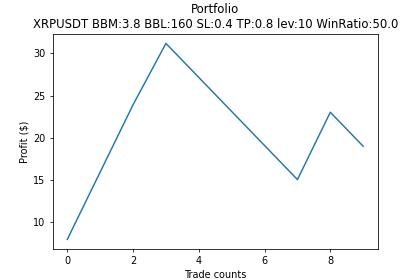 Portfolio
XRPUSDT BBM:3.8 BBL:160 SL:0.4 TP:0.8 lev:10 WinRatio:50.0
30
25
20
15
10
Profit ($)
0 2 4 6 8
Trade counts